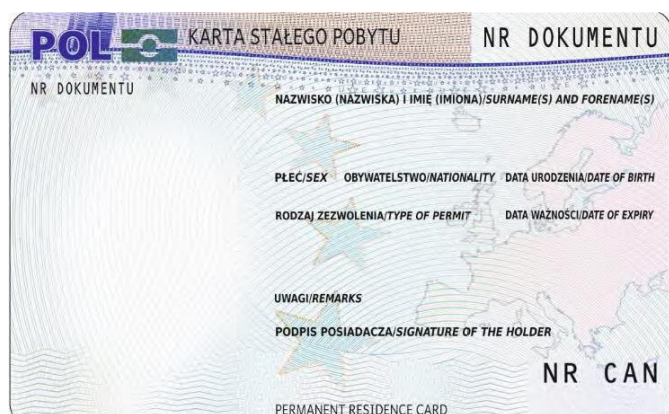 POL KARTA STAŁEGO POBYTU NR DOKUMENTU
NR DOKUMENTU
NAZWISKO (NAZWISKA) I IMIĘ (IMIONA)/SURNAME(S) AND FORENAME(S)
PŁEĆ/SEX OBYWATELSTWO/NATIONALITY DATA URODZENIA/DATE OF BIRTH
RODZAJ ZEZWOLENIA/TYPE OF PERMIT DATA WAŻNOŚCI/DATE OF EXPIRY
UWAGI/REMARKS
PODPIS POSIADACZA/SIGNATURE OF THE HOLDER
NR CAN
PERMANENT RESIDENCE CARD